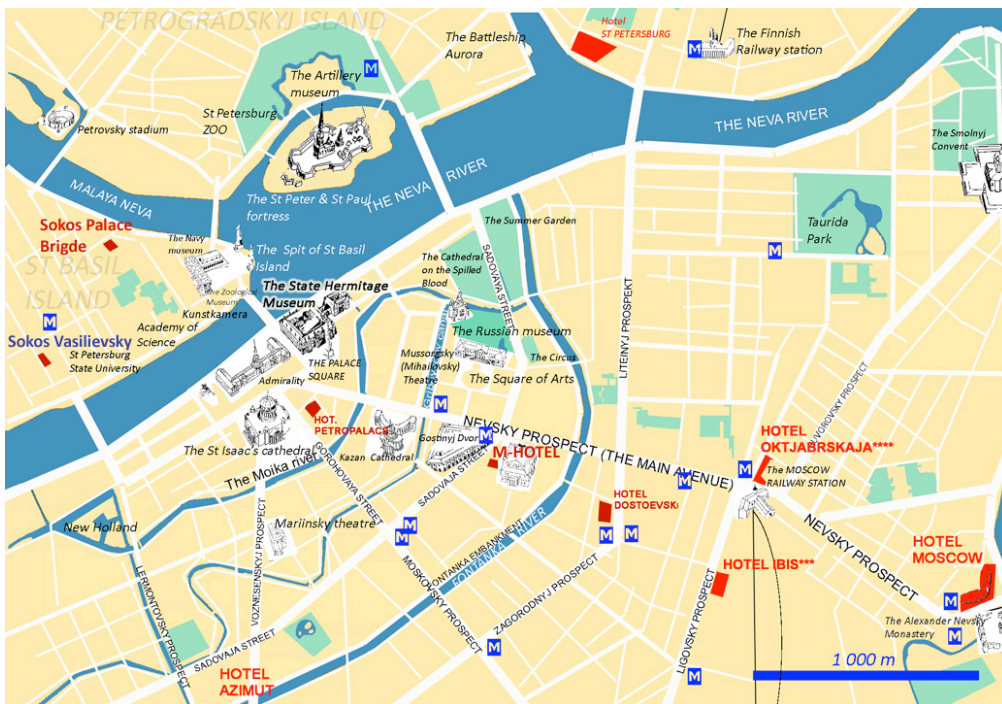 PETROGRADSKYJ ISLAND
The Battleship
Aurora
Hotel
ST PETERSBURG
The Finnish
Railway station
M
M
The Artillery
museum
St Petersburg
ZOO
Petrovsky stadium
THE NEVA RIVER
The Smolnyj
Convent
MALAYA NEVA
The St Peter & St Paul
fortress
THE NEVA RIVER
The Summer Garden
Taurida
Park
Sokos Palace
Brigde
The Navy
museum
The Spit of St Basil
Island
M
ST BASIL
ISLAND
The Cathedral
on the Spilled
Blood
SADOVAYA STREET
The Zoological
Museum
The State Hermitage
Museum
Kunstkamera
LITEINYJ PROSPEKT
M
Academy of
Science
Sokos Vasilievsky
St Petersburg
State University
The Russian museum
Mussorgsky
(Mihailovsky)
Theatre
The Circus
THE PALACE
SQUARE
Admirality
The Square of Arts
M
HOT.
PETROPALACE
NEVSKY PROSPECT (THE MAIN AVENUE)
The St Isaac's cathedral
Kazan Cathedral
Gostinyj Dvor
M
M-HOTEL
SUVOROVSKY PROSPECT
HOTEL
OKTJABRSKAJA****
The MOSCOW
RAILWAY STATION
M
M
The Moika river
GOROHOVAYA STREET
SADOVAJA STREET
HOTEL
DOSTOEVSKI
New Holland
Mariinsky theatre
M
M
M
M
FONTANKA EMBANKMENT
FONTANKA RIVER
NEVSKY PROSPECT
HOTEL
MOSCOW
LERMONTOVSKY PROSPECT
VOZNESENSKYJ PROSPECT
MOSKOVSKY PROSPECT
ZAGORODNYJ PROSPECT
HOTEL IBIS***
LIGOVSKY PROSPECT
M
The Alexander Nevsky
Monastery
M
SADOVAJA STREET
M
HOTEL
AZIMUT
M
1 000 m